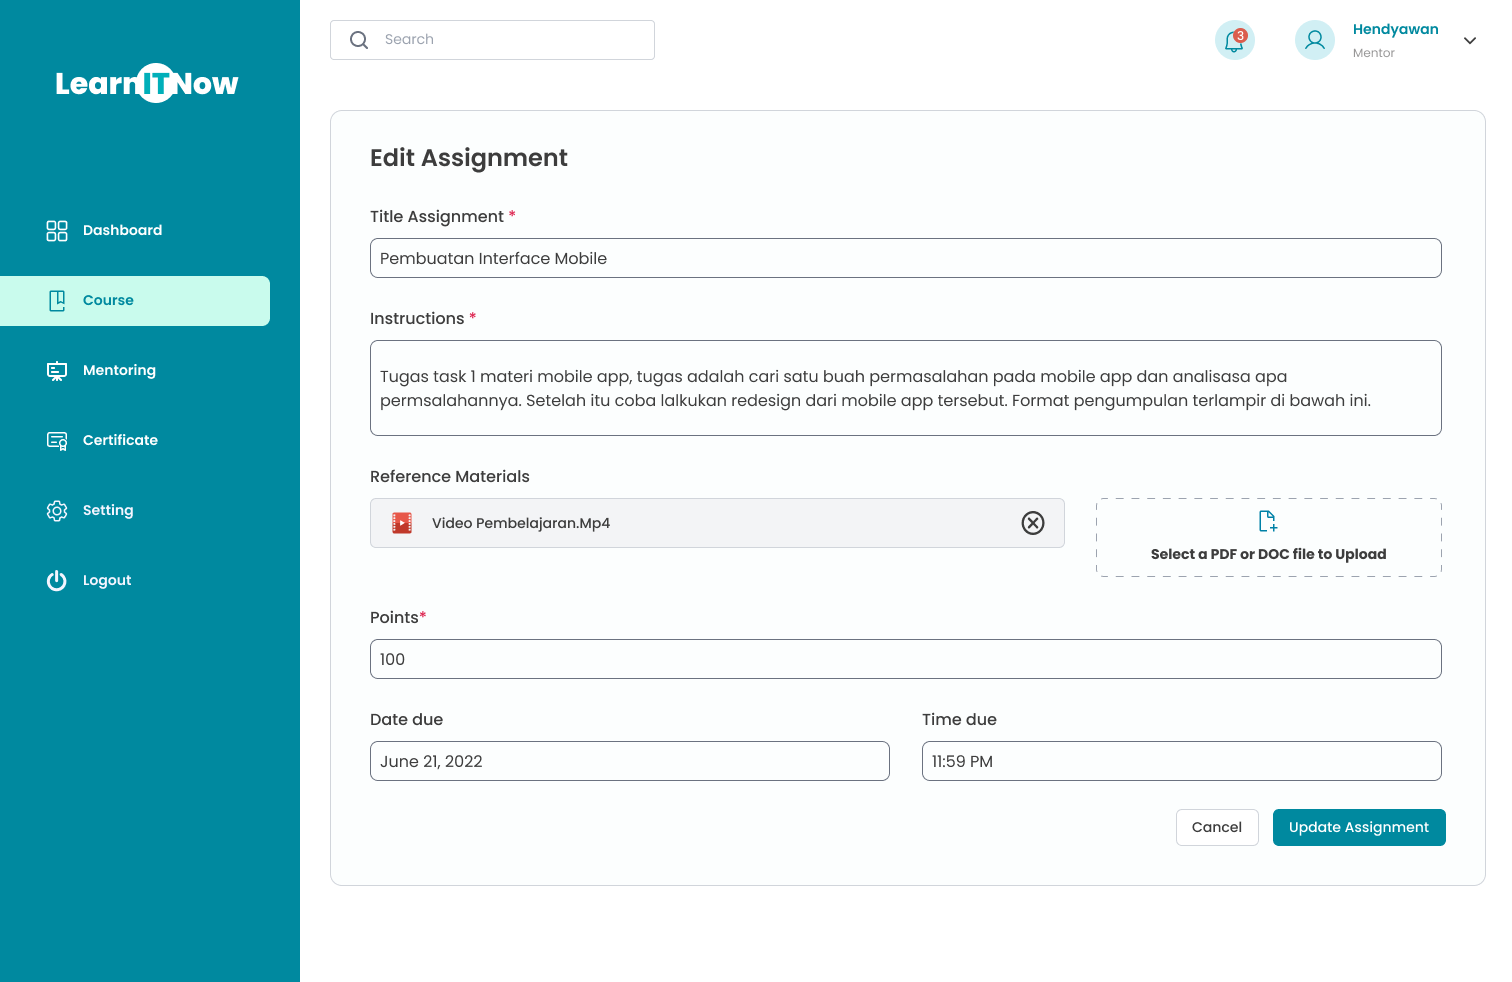 LearnITNow
Search
3
Hendyawan
Mentor
Dashboard
Course
Mentoring
Certificate
Setting
Logout
Edit Assignment
Title Assignment *
Pembuatan Interface Mobile
Instructions *
Tugas task 1 materi mobile app, tugas adalah cari satu buah permasalahan pada mobile app dan analisasa apa
permsalahannya. Setelah itu coba lalkukan redesign dari mobile app tersebut. Format pengumpulan terlampir di bawah ini.
Reference Materials
Video Pembelajaran.Mp4
Select a PDF or DOC file to Upload
Points*
100
Date due
Time due
June 21, 2022
11:59 PM
Cancel
Update Assignment